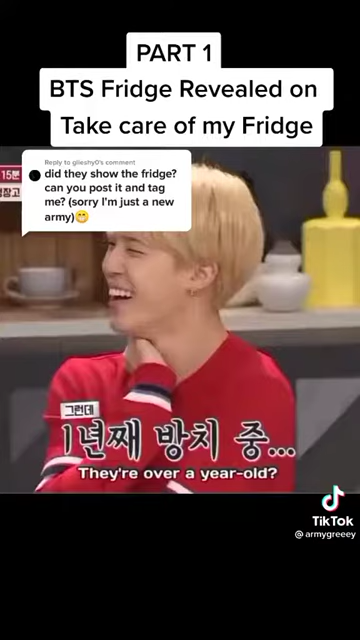 PART 1
BTS Fridge Revealed on
Take care of my Fridge
Reply to glieshy0's comment
did they show the fridge?
can you post it and tag
me? (sorry I'm just a new
army)😁
15분
장고
그런데
1년째 방치 중...
They're over a year-old?
TikTok
@armygreeey